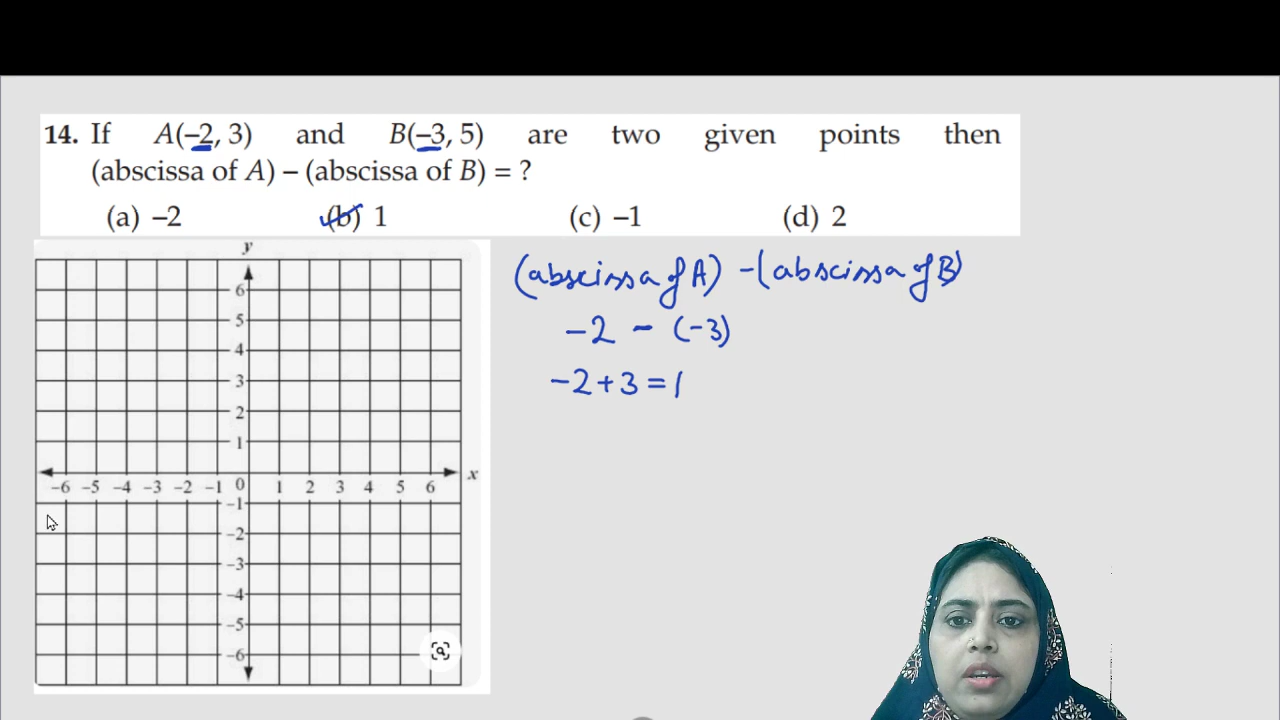 14. If A(–2, 3) and B(–3, 5) are two given points then
(abscissa of A) – (abscissa of B) = ?
(a) –2 (b) 1 (c) –1 (d) 2
(abscissa of A) - (abscissa of B)
-2 - (-3)
-2+3=1
y
6
5
4
3
2
1
x
–6 –5 –4 –3 –2 –1 0 1 2 3 4 5 6
–1
–2
–3
–4
–5
–6